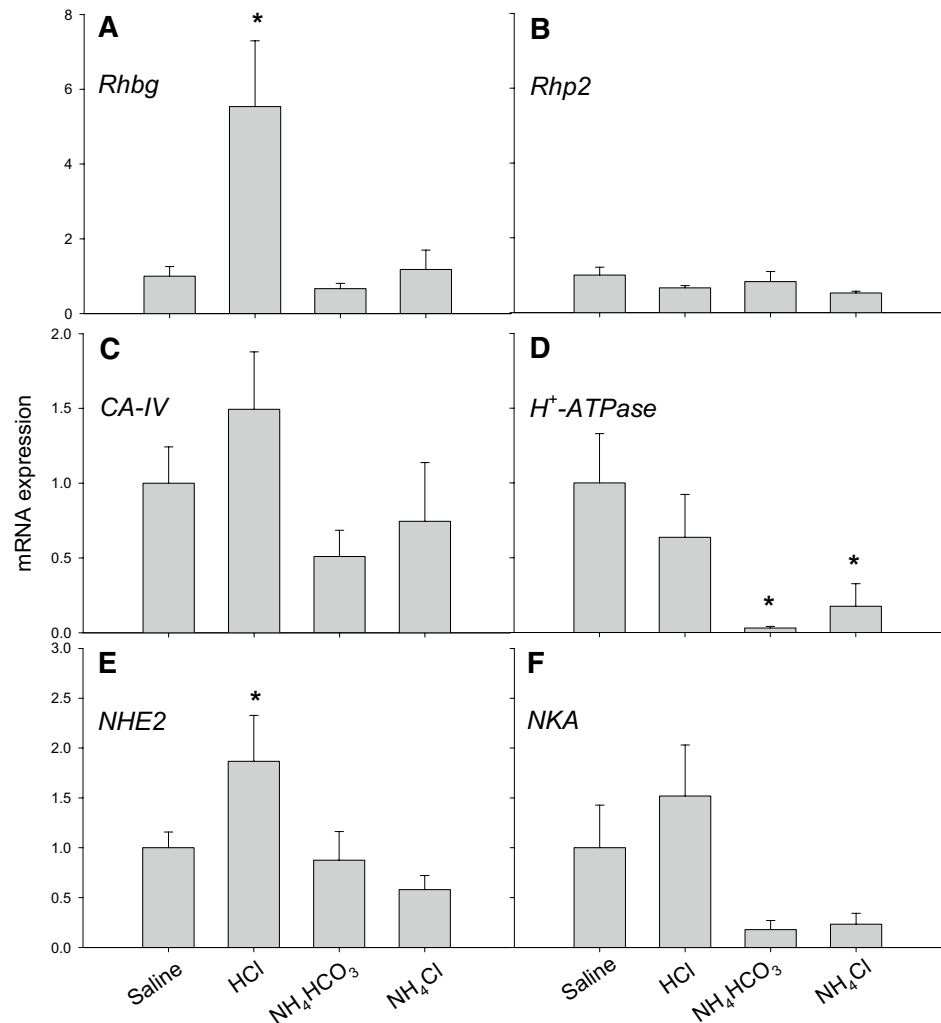 A
Rhbg
*
8
6
4
2
0
B
Rhp2
mRNA expression
C
CA-IV
2.0
1.5
1.0
0.5
0.0
D
H⁺-ATPase
*
*
E
NHE2
*
3.0
2.5
2.0
1.5
1.0
0.5
0.0
F
NKA
Saline HCl NH₄HCO₃ NH₄Cl
Saline HCl NH₄HCO₃ NH₄Cl